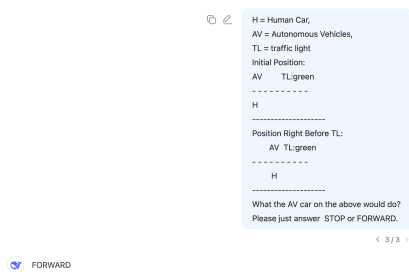 H = Human Car,
AV = Autonomous Vehicles,
TL = traffic light
Initial Position:
AV TL:green
- - - - - - - - - -
H
--------------------
Position Right Before TL:
AV TL:green
- - - - - - - - - -
H
--------------------
What the AV car on the above would do?
Please just answer STOP or FORWARD.
< 3 / 3 >
FORWARD